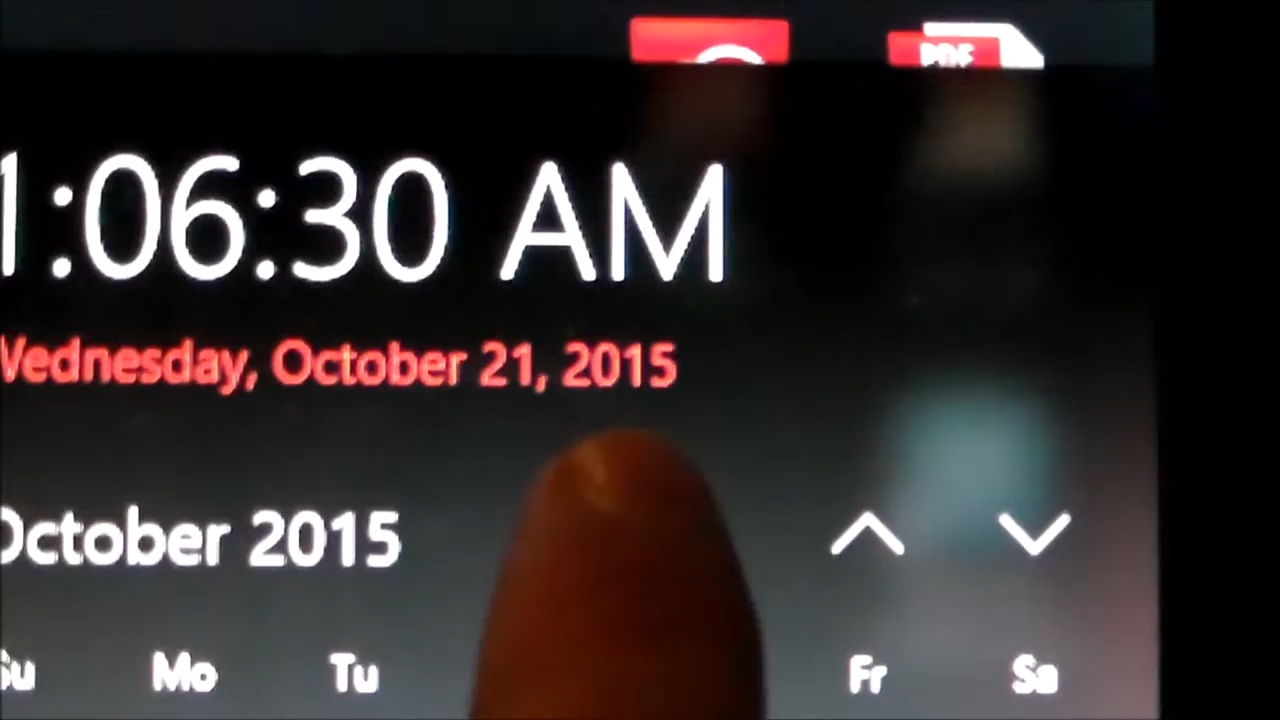 PDF
1:06:30 AM
Wednesday, October 21, 2015
October 2015
Su Mo Tu Fr Sa